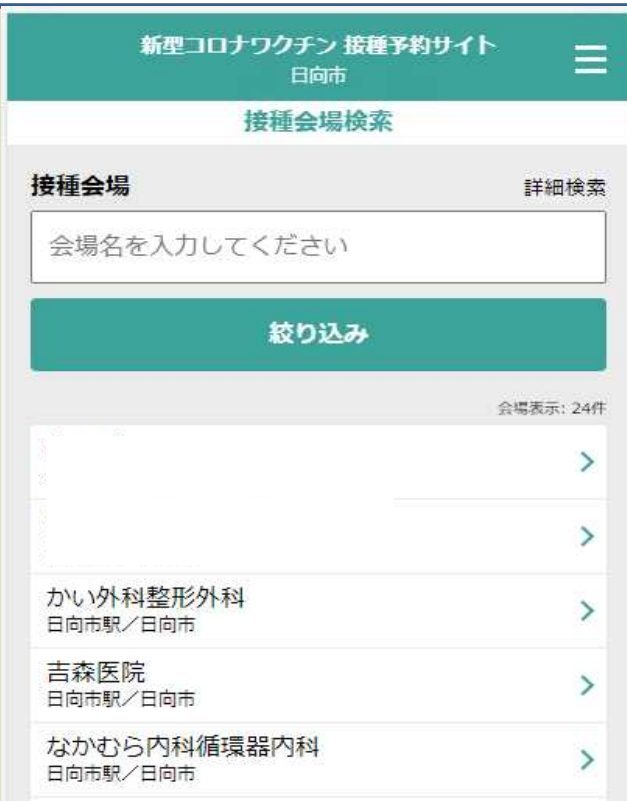 新型コロナワクチン 接種予約サイト
日向市
接種会場検索
接種会場
詳細検索
会場名を入力してください
絞り込み
会場表示: 24件
かい外科整形外科
日向市駅／日向市
吉森医院
日向市駅／日向市
なかむら内科循環器内科
日向市駅／日向市